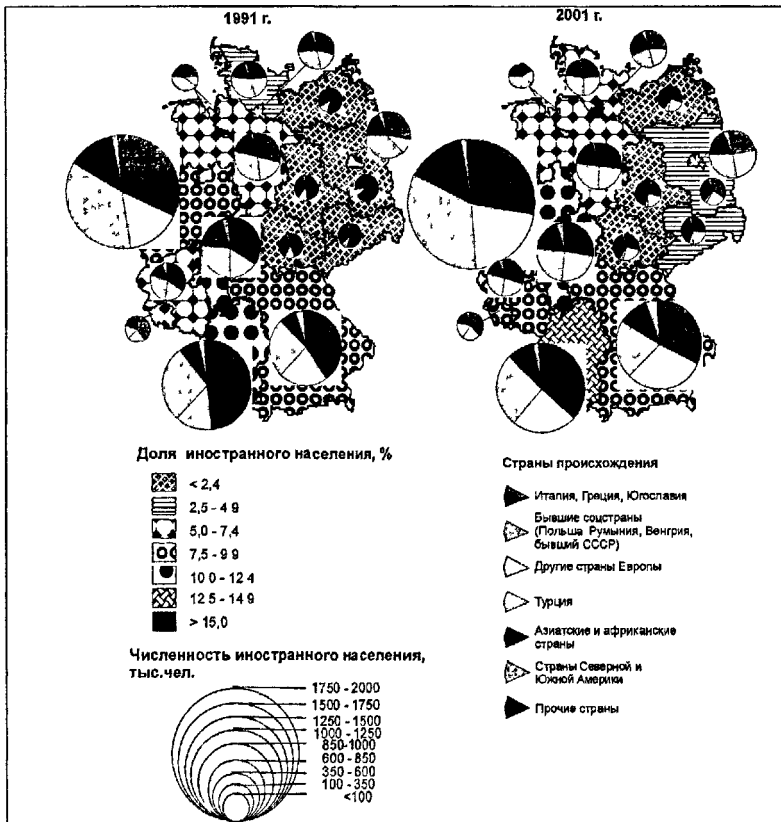 1991 г.
2001 г.
Доля иностранного населения, %
< 2,4
2,5-4 9
5,0 - 7,4
7,5 - 9 9
10 0 - 12 4
12 5 - 14 9
> 15,0
Численность иностранного населения,
тыс.чел.
1750 - 2000
1500 - 1750
1250 - 1500
1000 - 1250
850-1000
600 - 850
350 - 600
100 - 350
<100
Страны происхождения
Италия, Греция, Югославия
Бывшие соцстраны
(Польша Румыния, Венгрия,
бывший СССР)
Другие страны Европы
Турция
Азиатские и африканские
страны
Страны Северной и
Южной Америки
Прочие страны